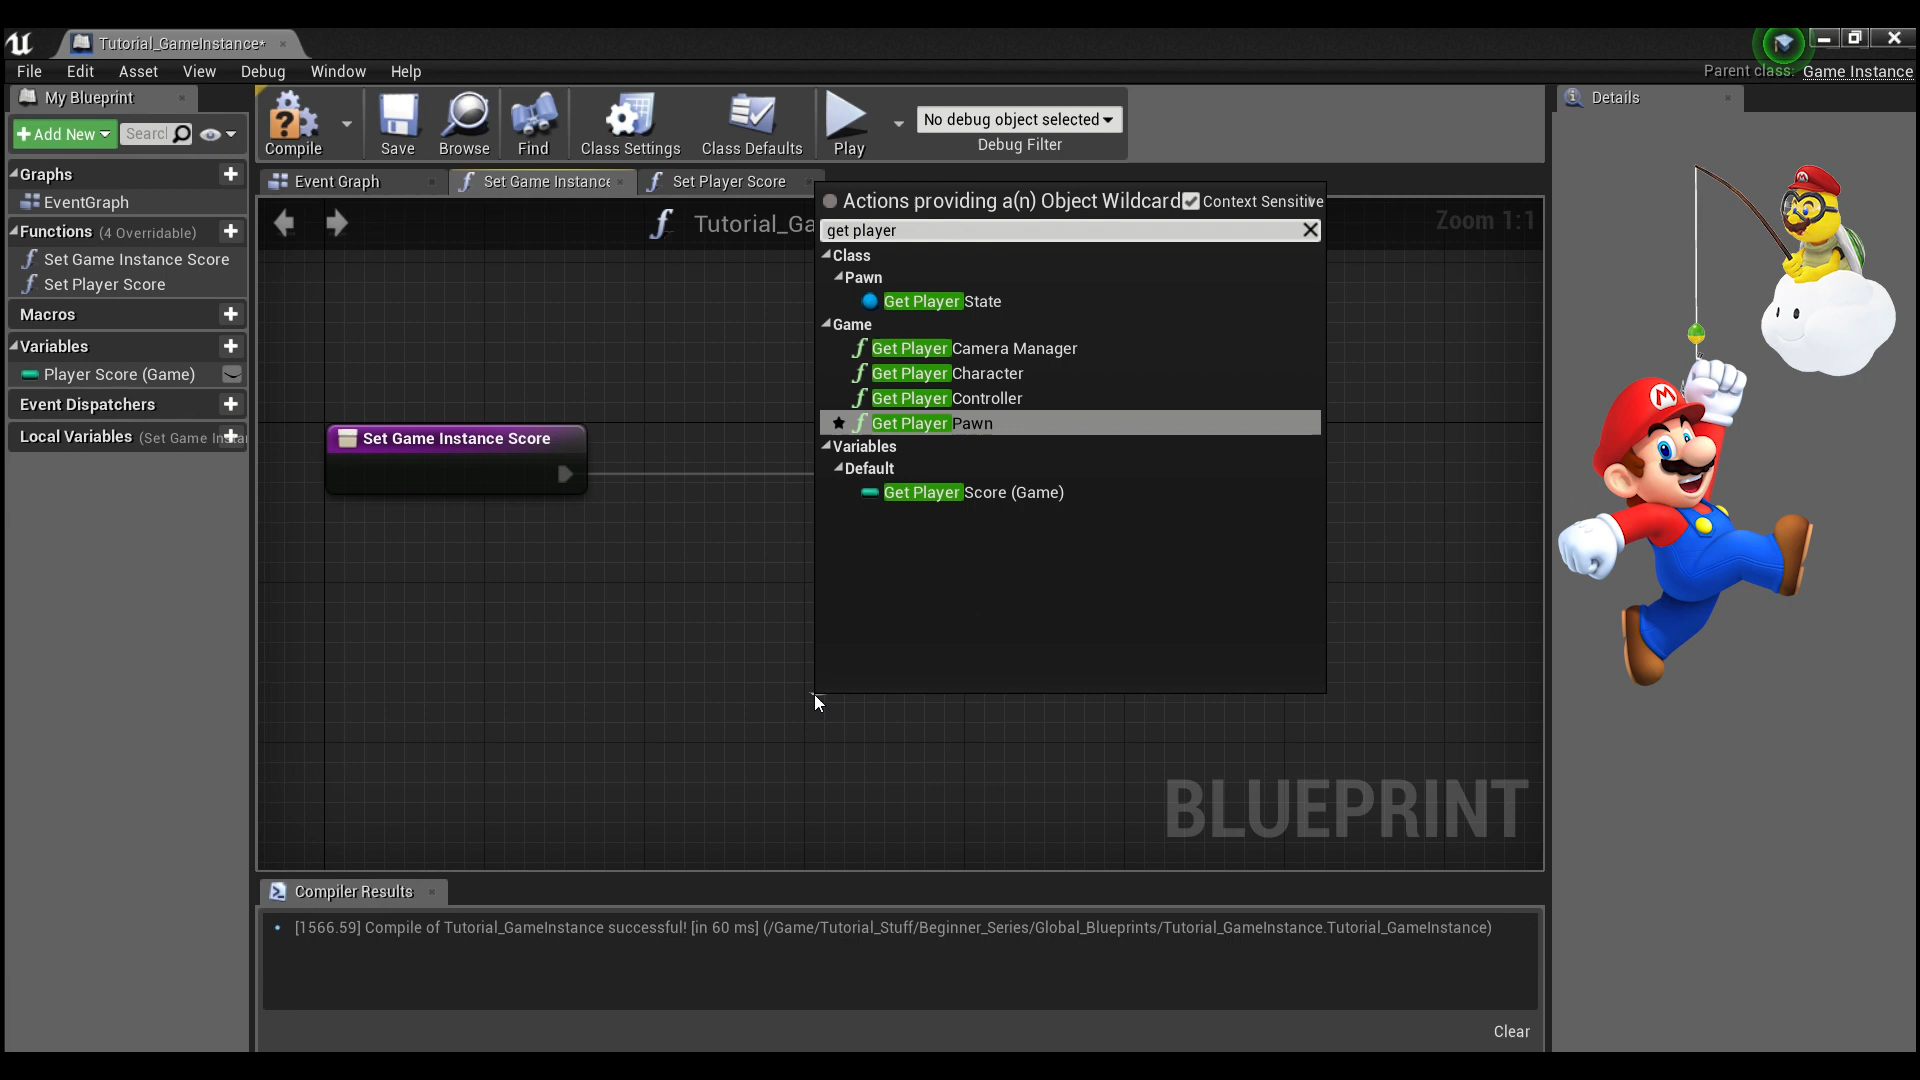 Tutorial_GameInstance*
File Edit Asset View Debug Window Help
Parent class: Game Instance
My Blueprint
Add New
Search
Graphs
EventGraph
Functions (4 Overridable)
Set Game Instance Score
Set Player Score
Macros
Variables
Player Score (Game)
Event Dispatchers
Local Variables (Set Game Instan
Compile
Save
Browse
Find
Class Settings
Class Defaults
Play
No debug object selected
Debug Filter
Event Graph
Set Game Instance
Set Player Score
Tutorial_Ga
Zoom 1:1
Actions providing a(n) Object Wildcard
Context Sensitive
get player
Class
Pawn
Get Player State
Game
Get Player Camera Manager
Get Player Character
Get Player Controller
Get Player Pawn
Variables
Default
Get Player Score (Game)
Set Game Instance Score
BLUEPRINT
Compiler Results
[1566.59] Compile of Tutorial_GameInstance successful! [in 60 ms] (/Game/Tutorial_Stuff/Beginner_Series/Global_Blueprints/Tutorial_GameInstance.Tutorial_GameInstance)
Clear
Details
M
M